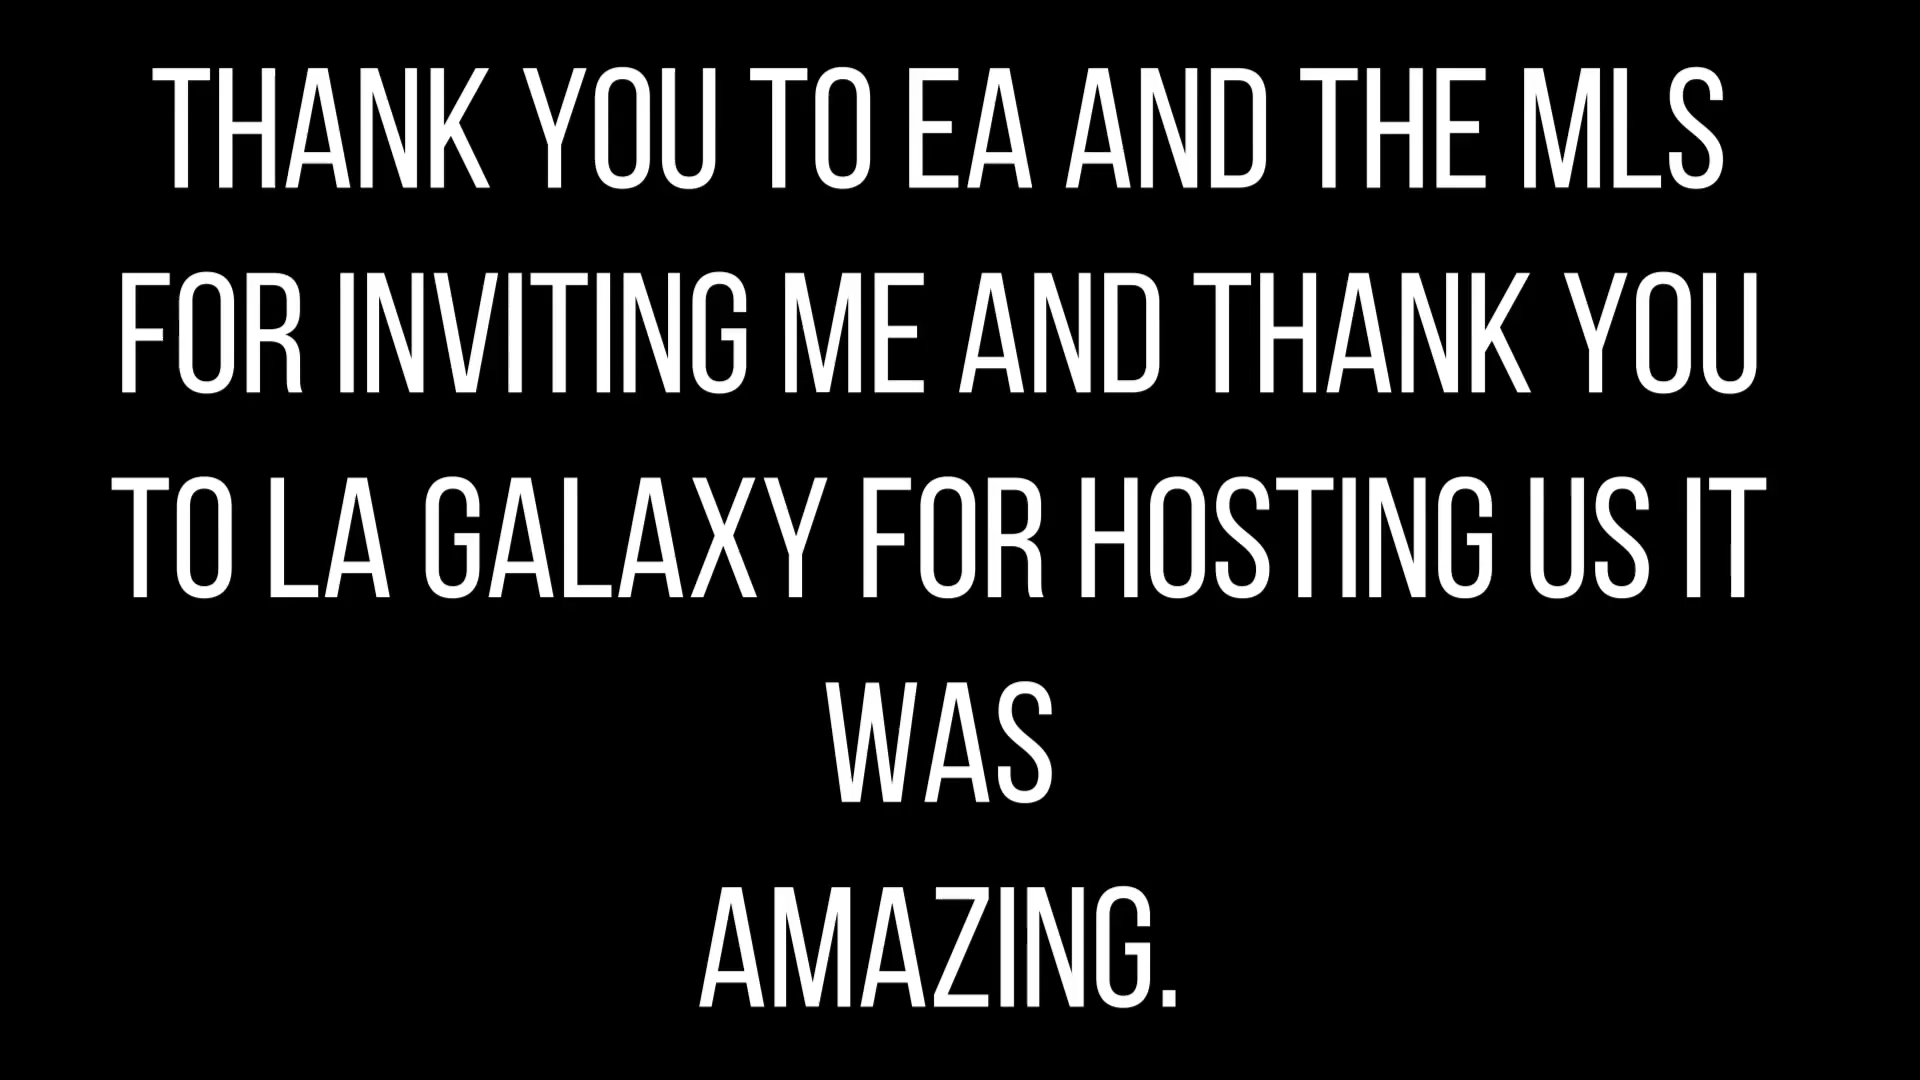 THANK YOU TO EA AND THE MLS
FOR INVITING ME AND THANK YOU
TO LA GALAXY FOR HOSTING US IT
WAS
AMAZING.